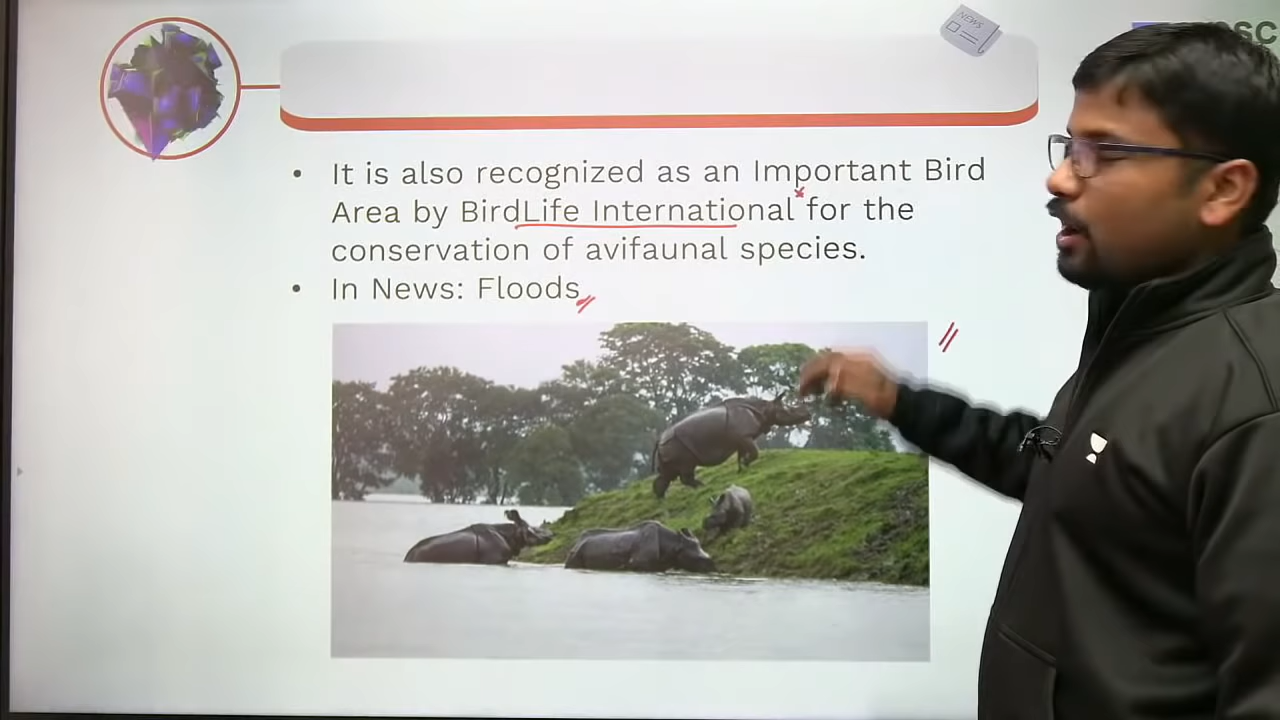 NEWS
• It is also recognized as an Important Bird
Area by BirdLife International for the
conservation of avifaunal species.
• In News: Floods